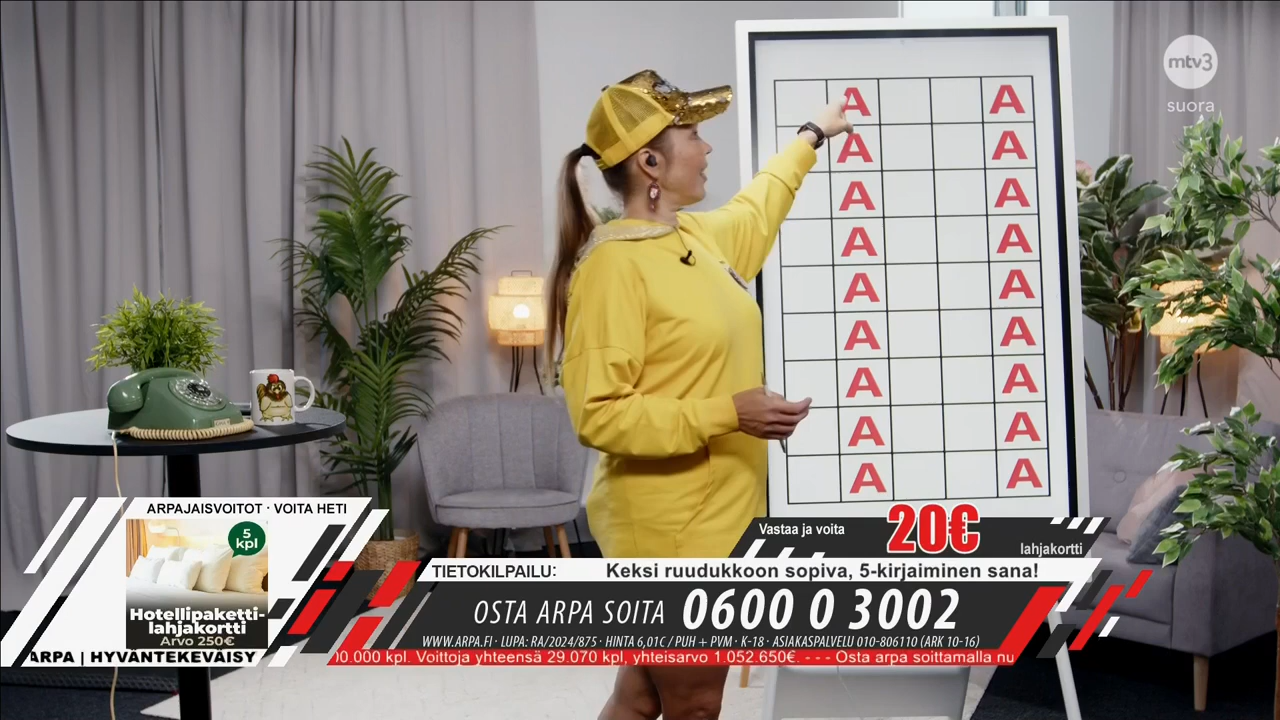 mtv3
suora
A A
A A
A A
A A
A A
A A
A A
A A
A A
ARPAJAISVOITOT · VOITA HETI
5
kpl
Hotellipaketti-
lahjakortti
Arvo 250€
ARPA | HYVÄNTEKEVÄISY
Vastaa ja voita 20€
lahjakortti
TIETOKILPAILU: Keksi ruudukkoon sopiva, 5-kirjaiminen sana!
OSTA ARPA SOITA 0600 0 3002
WWW.ARPA.FI · LUPA: RA/2024/875 · HINTA 6,01€ / PUH + PVM · K-18 · ASIAKASPALVELU 010-806110 (ARK 10-16)
00.000 kpl. Voittoja yhteensä 29.070 kpl, yhteisarvo 1.052.650€. - - - Osta arpa soittamalla nu